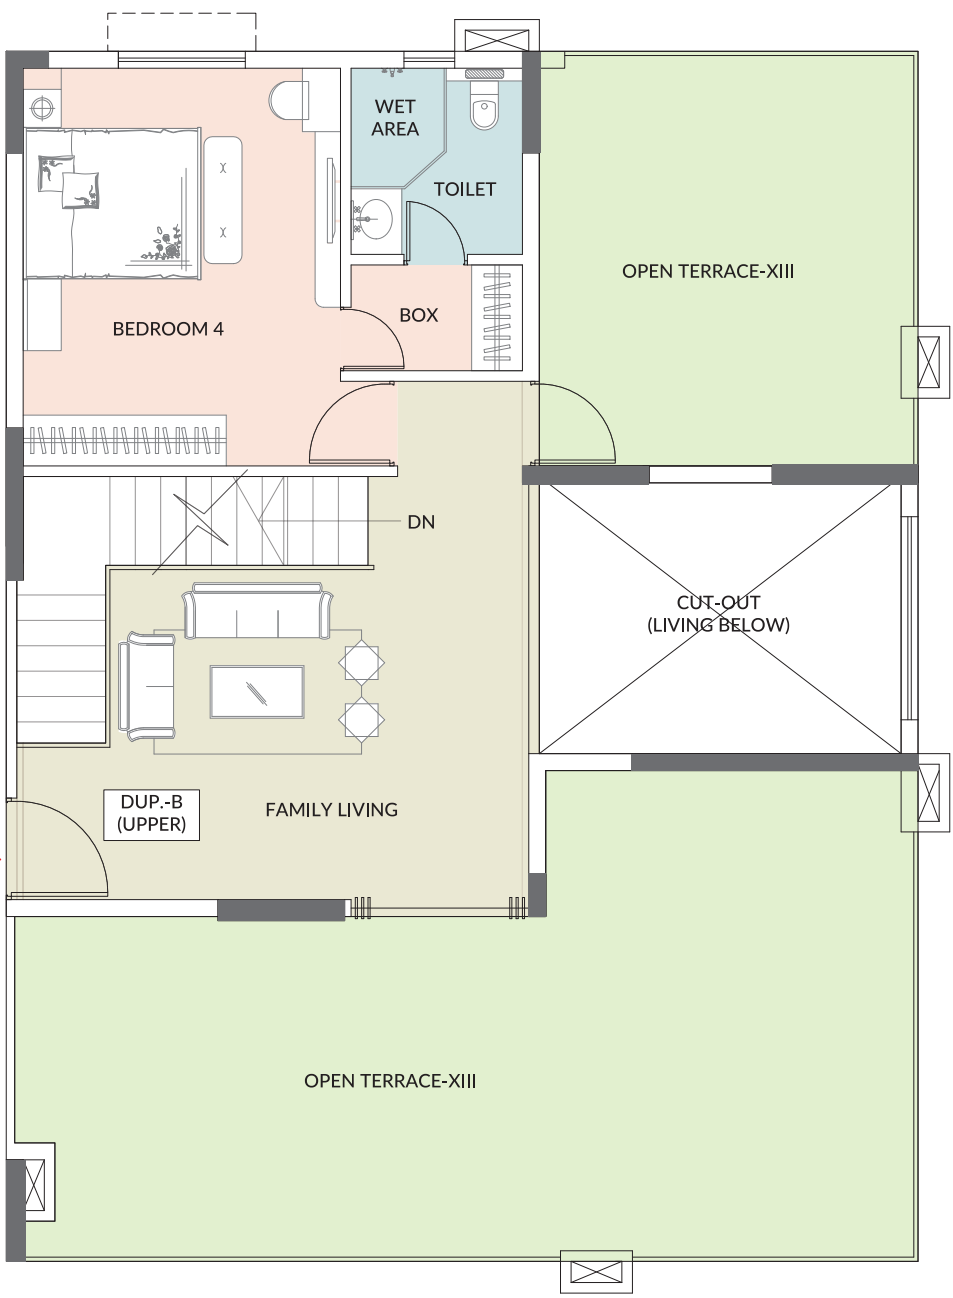 WET
AREA
TOILET
OPEN TERRACE-XIII
BOX
BEDROOM 4
DN
CUT-OUT
(LIVING BELOW)
DUP.-B
(UPPER)
FAMILY LIVING
OPEN TERRACE-XIII